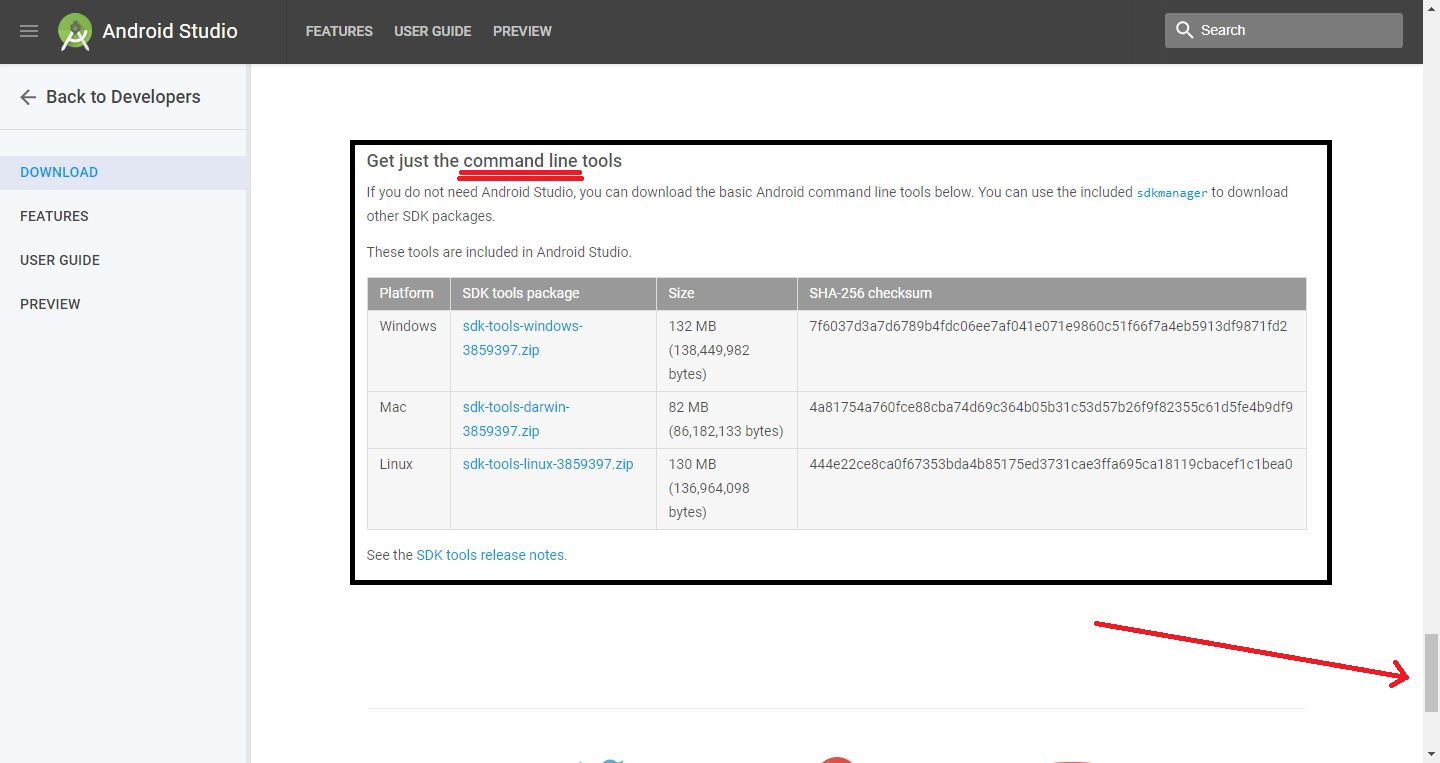 Android Studio
FEATURES USER GUIDE PREVIEW
Search
Back to Developers
DOWNLOAD
FEATURES
USER GUIDE
PREVIEW
Get just the command line tools
If you do not need Android Studio, you can download the basic Android command line tools below. You can use the included sdkmanager to download
other SDK packages.
These tools are included in Android Studio.
Platform SDK tools package Size SHA-256 checksum
Windows sdk-tools-windows- 132 MB 7f6037d3a7d6789b4fdc06ee7af041e071e9860c51f66f7a4eb5913df9871fd2
3859397.zip (138,449,982
bytes)
Mac sdk-tools-darwin- 82 MB 4a81754a760fce88cba74d69c364b05b31c53d57b26f9f82355c61d5fe4b9df9
3859397.zip (86,182,133 bytes)
Linux sdk-tools-linux-3859397.zip 130 MB 444e22ce8ca0f67353bda4b85175ed3731cae3ffa695ca18119cbacef1c1bea0
(136,964,098
bytes)
See the SDK tools release notes.